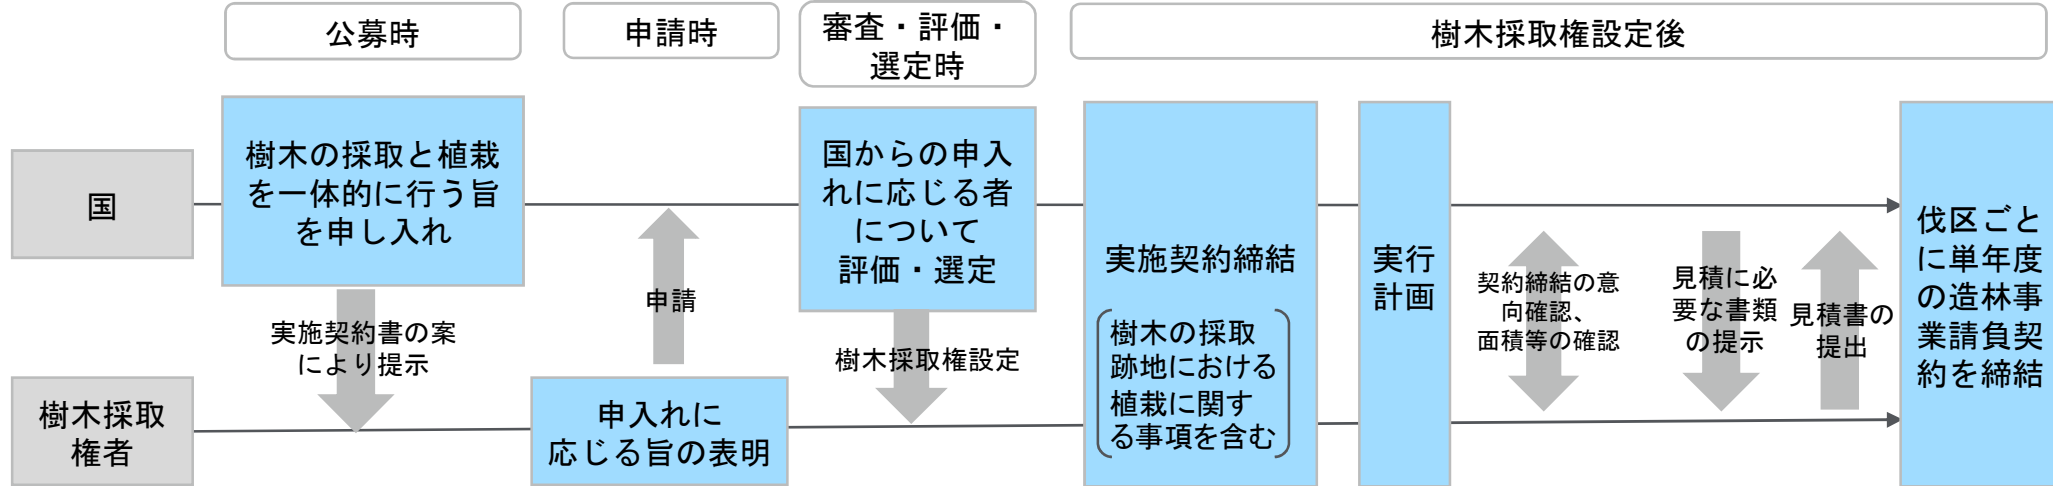 公募時
申請時
審査・評価・
選定時
樹木採取権設定後
国
樹木の採取と植栽
を一体的に行う旨
を申し入れ
国からの申入
れに応じる者
について
評価・選定
実施契約締結
樹木の採取
跡地における
植栽に関す
る事項を含む
実行
計画
契約締結の意
向確認、
面積等の確認
見積に必
要な書類
の提示
見積書の
提出
伐区ごと
に単年度
の造林事
業請負契
約を締結
実施契約書の案
により提示
申請
樹木採取権設定
樹木採取
権者
申入れに
応じる旨の表明